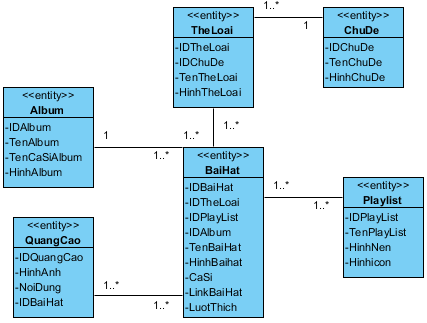 <<entity>>
TheLoai
-IDTheLoai
-IDChuDe
-TenTheLoai
-HinhTheLoai
1..*
1
<<entity>>
ChuDe
-IDChuDe
-TenChuDe
-HinhChuDe
1..*
1..*
<<entity>>
Album
-IDAlbum
-TenAlbum
-TenCaSiAlbum
-HinhAlbum
1
1..*
<<entity>>
BaiHat
-IDBaiHat
-IDTheLoai
-IDPlayList
-IDAlbum
-TenBaiHat
-HinhBaihat
-CaSi
-LinkBaiHat
-LuotThich
1..*
1..*
<<entity>>
Playlist
-IDPlayList
-TenPlayList
-HinhNen
-Hinhicon
<<entity>>
QuangCao
-IDQuangCao
-HinhAnh
-NoiDung
-IDBaiHat
1..*
1..*